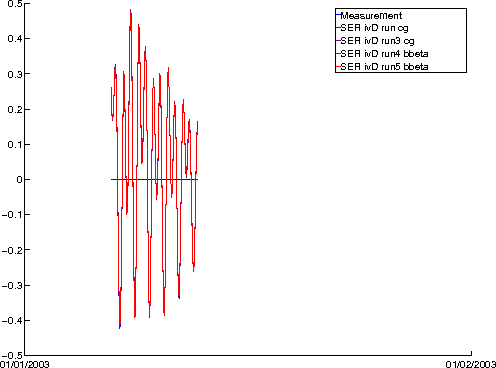 0.5
Measurement
SER ivD run cg
0.4
SER ivD run3 cg
SER ivD run4 bbeta
SER ivD run5 bbeta
0.3
0.2
0.1
0
−0.1
−0.2
−0.3
−0.4
−0.5
01/01/2003
01/02/2003